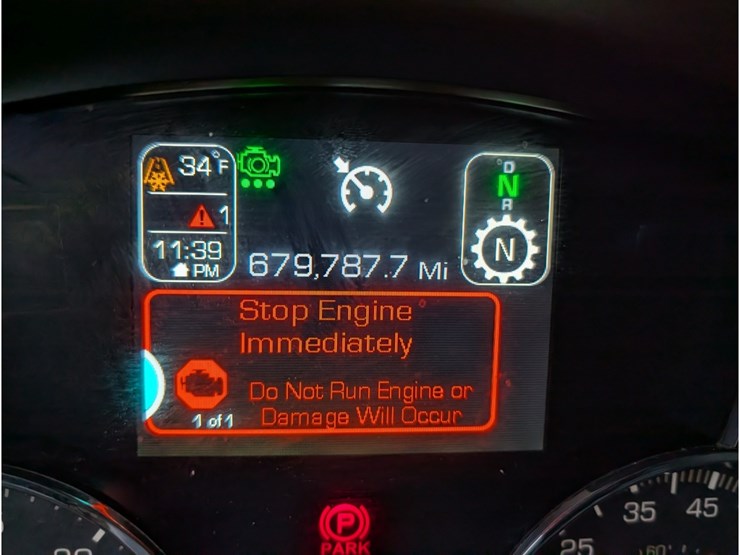 34°F
1
11:39
PM
679,787.7 Mi
D
N
R
N
Stop Engine
Immediately
Do Not Run Engine or
Damage Will Occur
1 of 1
P
PARK
35
45
25
60